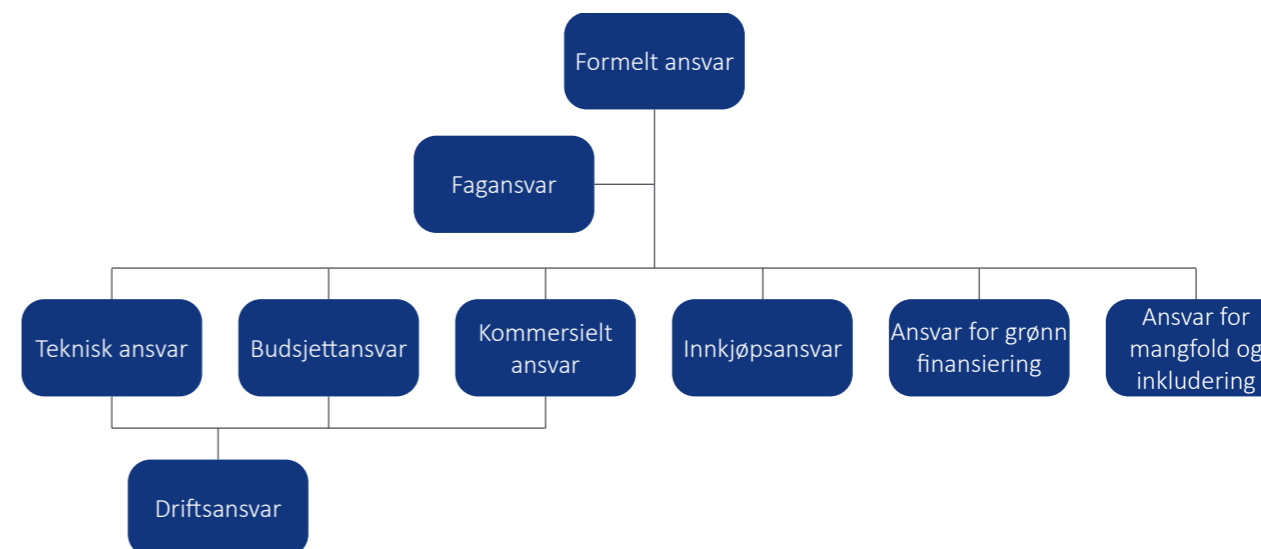 Formelt ansvar
Fagansvar
Teknisk ansvar
Budsjettansvar
Kommersielt
ansvar
Innkjøpsansvar
Ansvar for grønn
finansiering
Ansvar for
mangfold og
inkludering
Driftsansvar